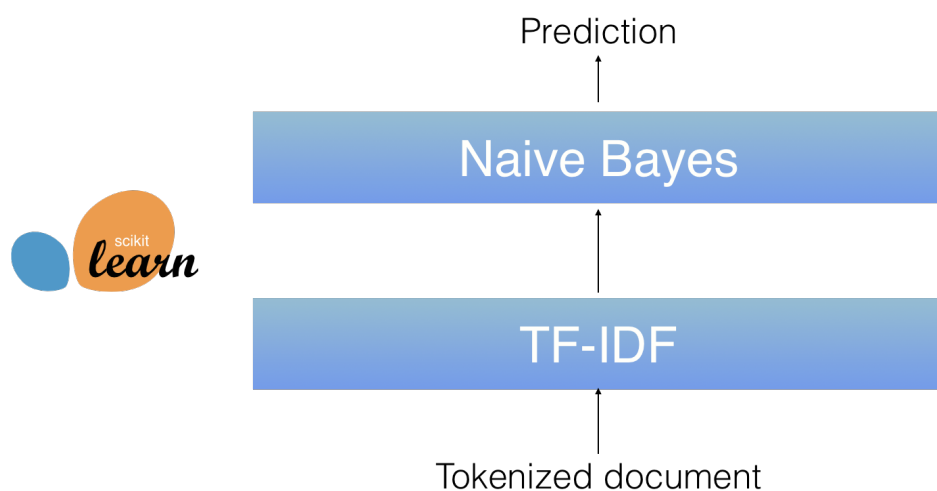 Prediction
Naive Bayes
scikit
learn
TF-IDF
Tokenized document